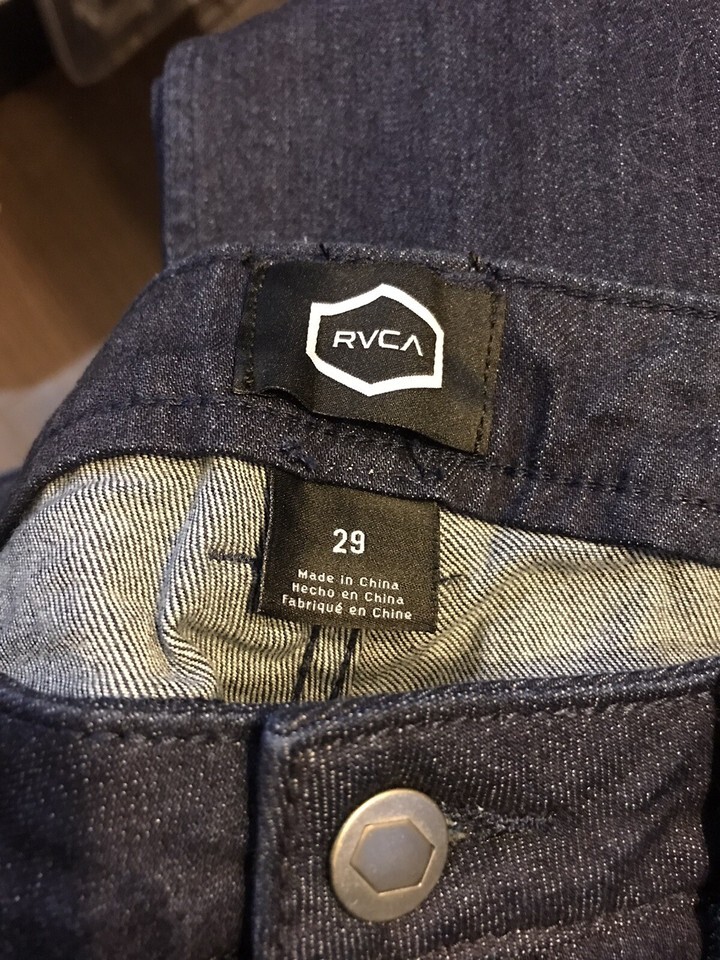 RVCA
29
Made in China
Hecho en China
Fabriqué en Chine